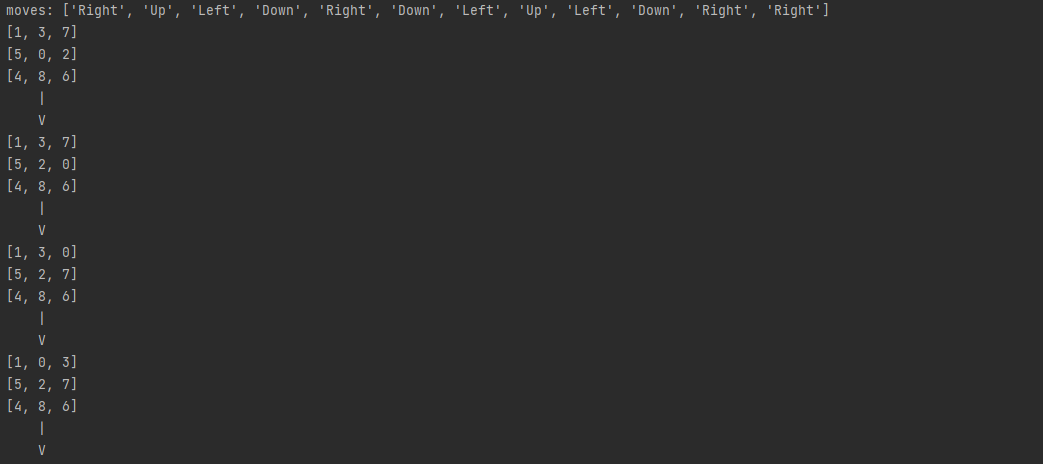 moves: ['Right', 'Up', 'Left', 'Down', 'Right', 'Down', 'Left', 'Up', 'Left', 'Down', 'Right', 'Right']
[1, 3, 7]
[5, 0, 2]
[4, 8, 6]
|
V
[1, 3, 7]
[5, 2, 0]
[4, 8, 6]
|
V
[1, 3, 0]
[5, 2, 7]
[4, 8, 6]
|
V
[1, 0, 3]
[5, 2, 7]
[4, 8, 6]
|
V